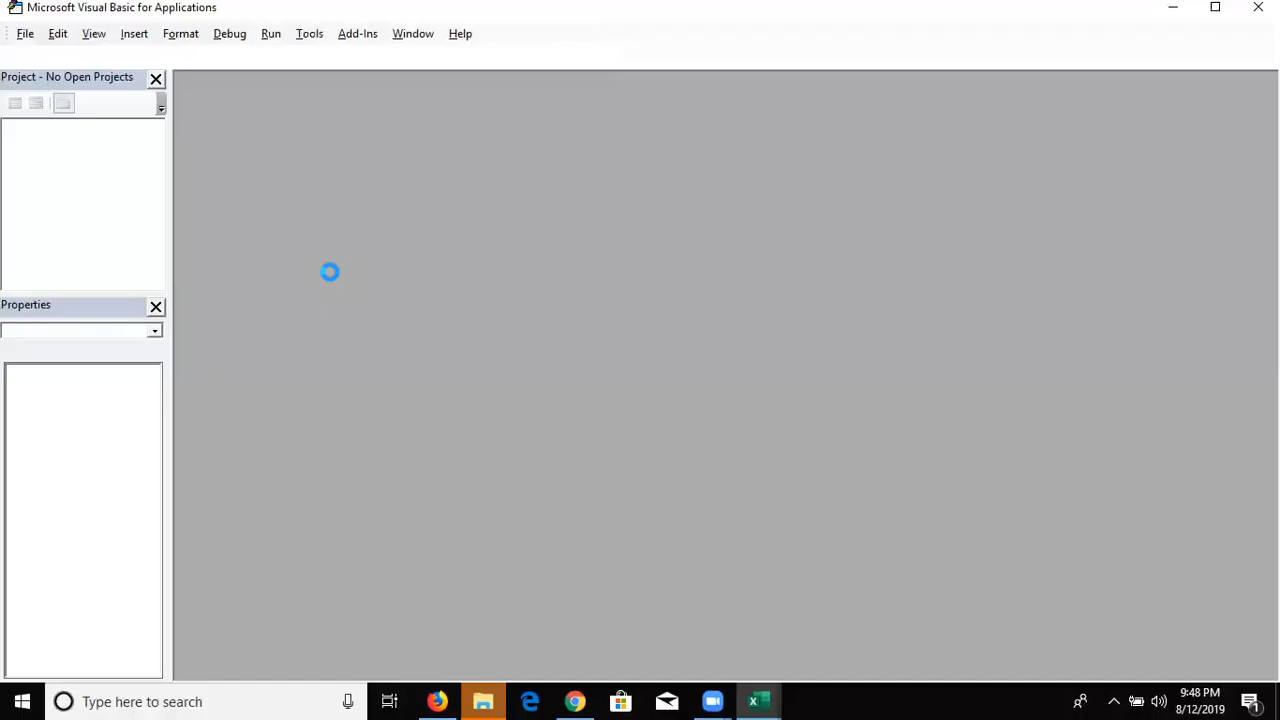 Microsoft Visual Basic for Applications
File Edit View Insert Format Debug Run Tools Add-Ins Window Help
Project - No Open Projects
Properties
Type here to search
9:48 PM
8/12/2019
1